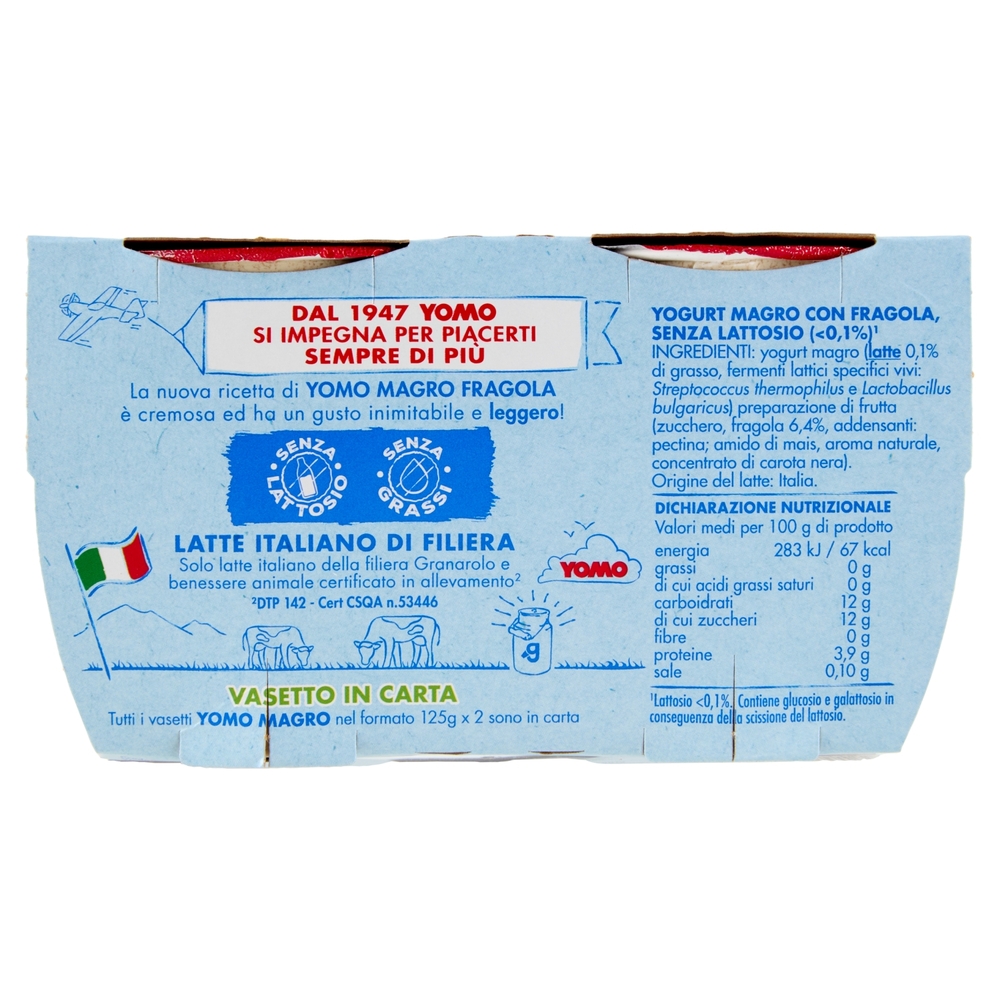 DAL 1947 YOMO
SI IMPEGNA PER PIACERTI
SEMPRE DI PIÙ
La nuova ricetta di YOMO MAGRO FRAGOLA
è cremosa ed ha un gusto inimitabile e leggero!
SENZA LATTOSIO
SENZA GRASSI
LATTE ITALIANO DI FILIERA
Solo latte italiano della filiera Granarolo e
benessere animale certificato in allevamento²
²DTP 142 - Cert CSQA n.53446
YOMO
g
VASETTO IN CARTA
Tutti i vasetti YOMO MAGRO nel formato 125g x 2 sono in carta
YOGURT MAGRO CON FRAGOLA,
SENZA LATTOSIO (<0,1%)¹
INGREDIENTI: yogurt magro (latte 0,1%
di grasso, fermenti lattici specifici vivi:
Streptococcus thermophilus e Lactobacillus
bulgaricus) preparazione di frutta
(zucchero, fragola 6,4%, addensanti:
pectina; amido di mais, aroma naturale,
concentrato di carota nera).
Origine del latte: Italia.
DICHIARAZIONE NUTRIZIONALE
Valori medi per 100 g di prodotto
energia 283 kJ / 67 kcal
grassi 0 g
di cui acidi grassi saturi 0 g
carboidrati 12 g
di cui zuccheri 12 g
fibre 0 g
proteine 3,9 g
sale 0,10 g
¹Lattosio <0,1%. Contiene glucosio e galattosio in
conseguenza della scissione del lattosio.